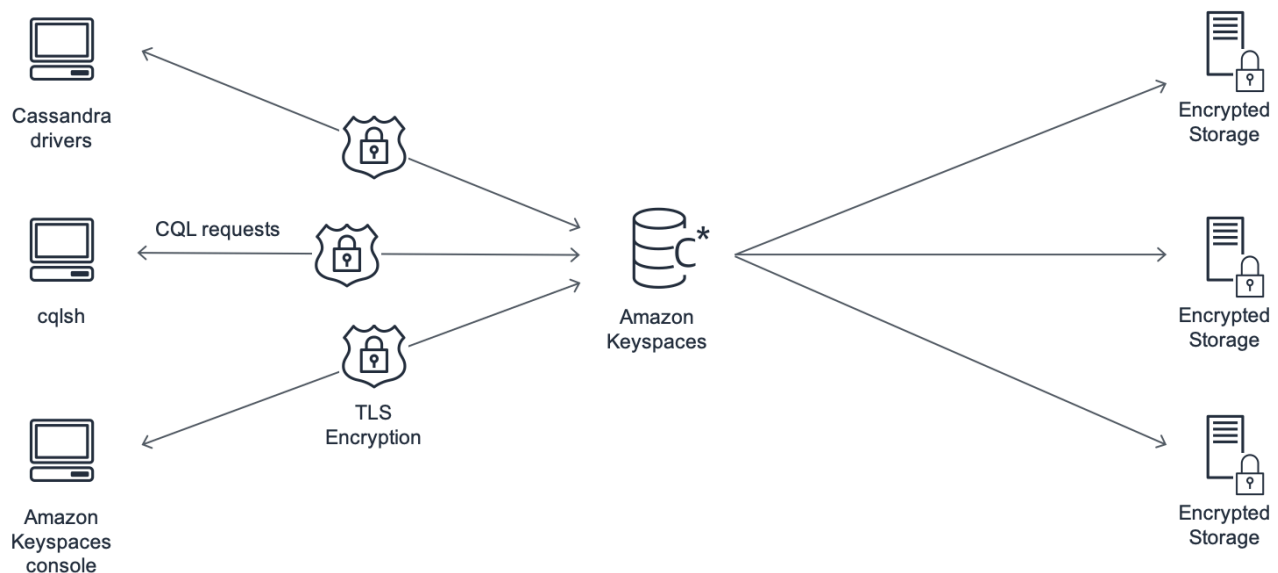 Cassandra
drivers
CQL requests
cqlsh
TLS
Encryption
Amazon
Keyspaces
console
C*
Amazon
Keyspaces
Encrypted
Storage
Encrypted
Storage
Encrypted
Storage